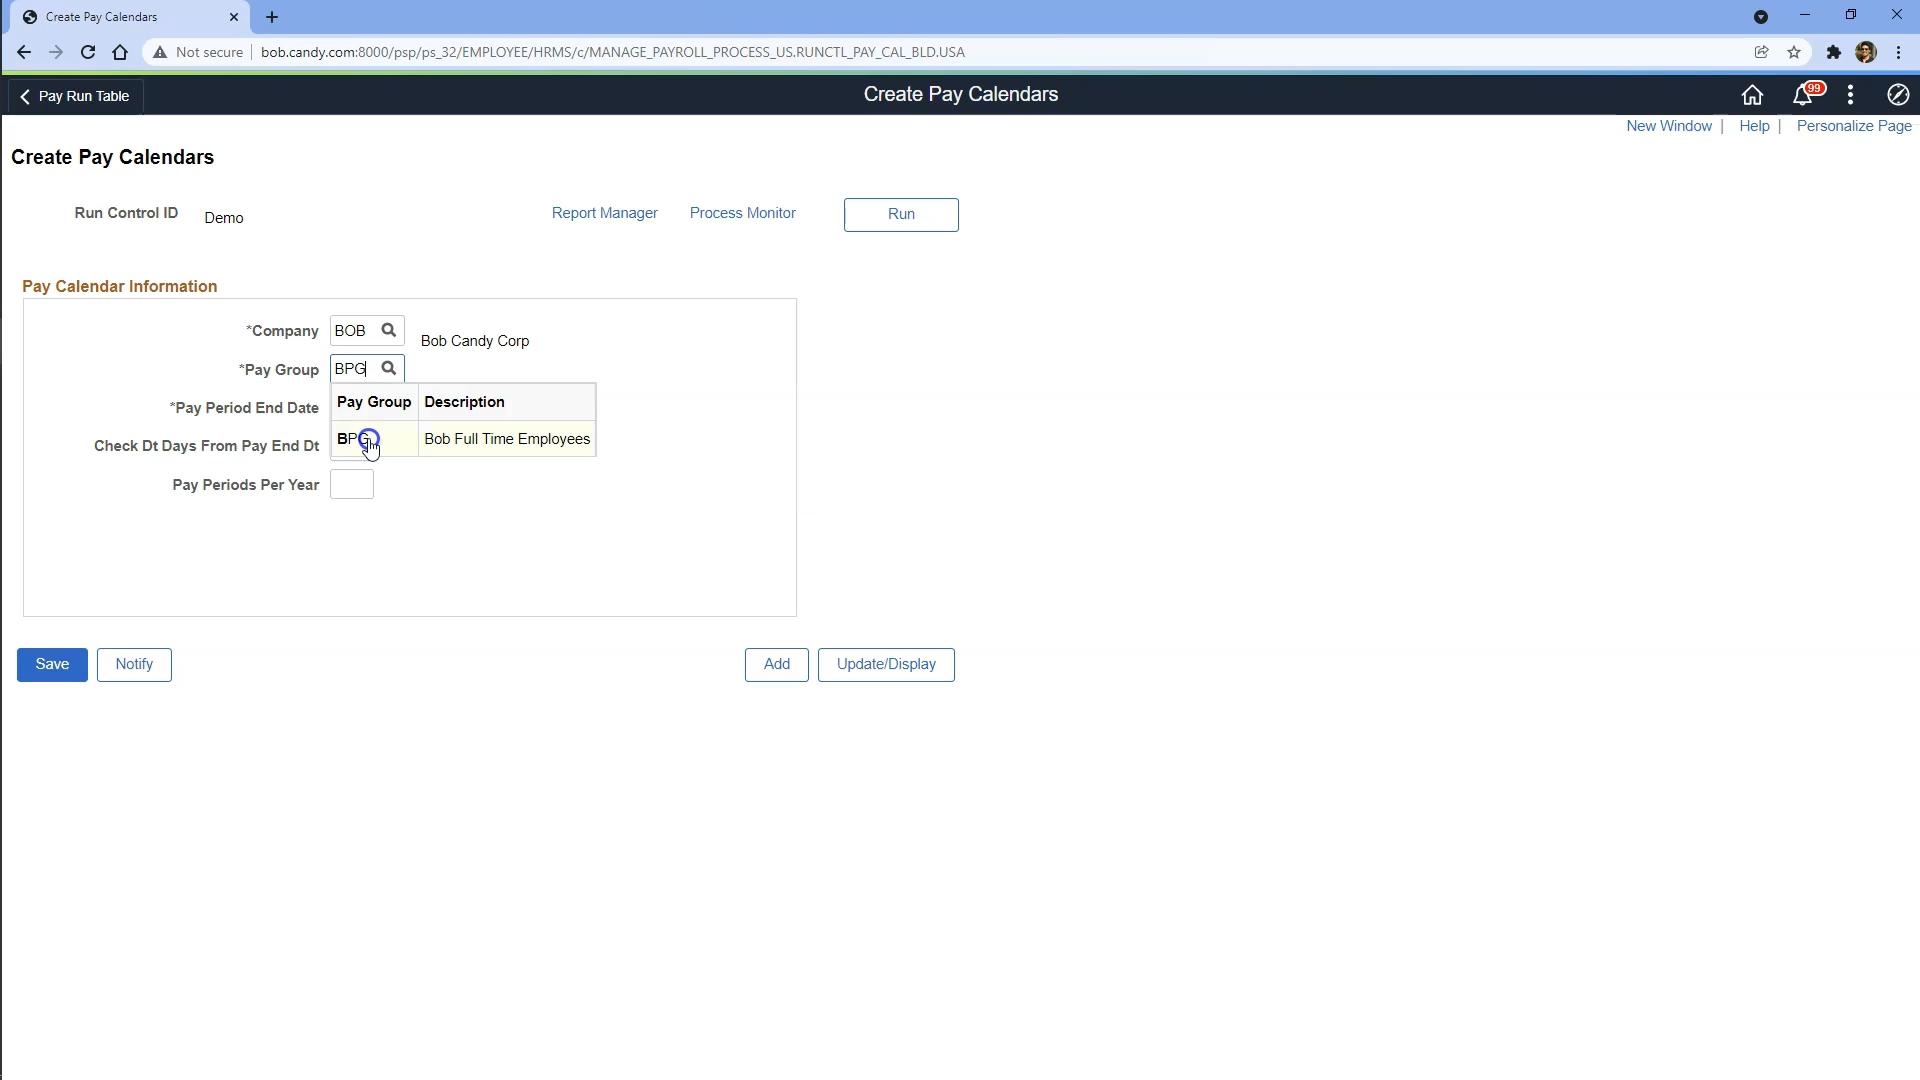 Create Pay Calendars
Not secure
bob.candy.com:8000/psp/ps_32/EMPLOYEE/HRMS/c/MANAGE_PAYROLL_PROCESS_US.RUNCTL_PAY_CAL_BLD.USA
Pay Run Table
Create Pay Calendars
99
New Window | Help | Personalize Page
Create Pay Calendars
Run Control ID Demo
Report Manager Process Monitor Run
Pay Calendar Information
*Company BOB Bob Candy Corp
*Pay Group BPG
*Pay Period End Date
Pay Group Description
BPG Bob Full Time Employees
Check Dt Days From Pay End Dt
Pay Periods Per Year
Save Notify Add Update/Display